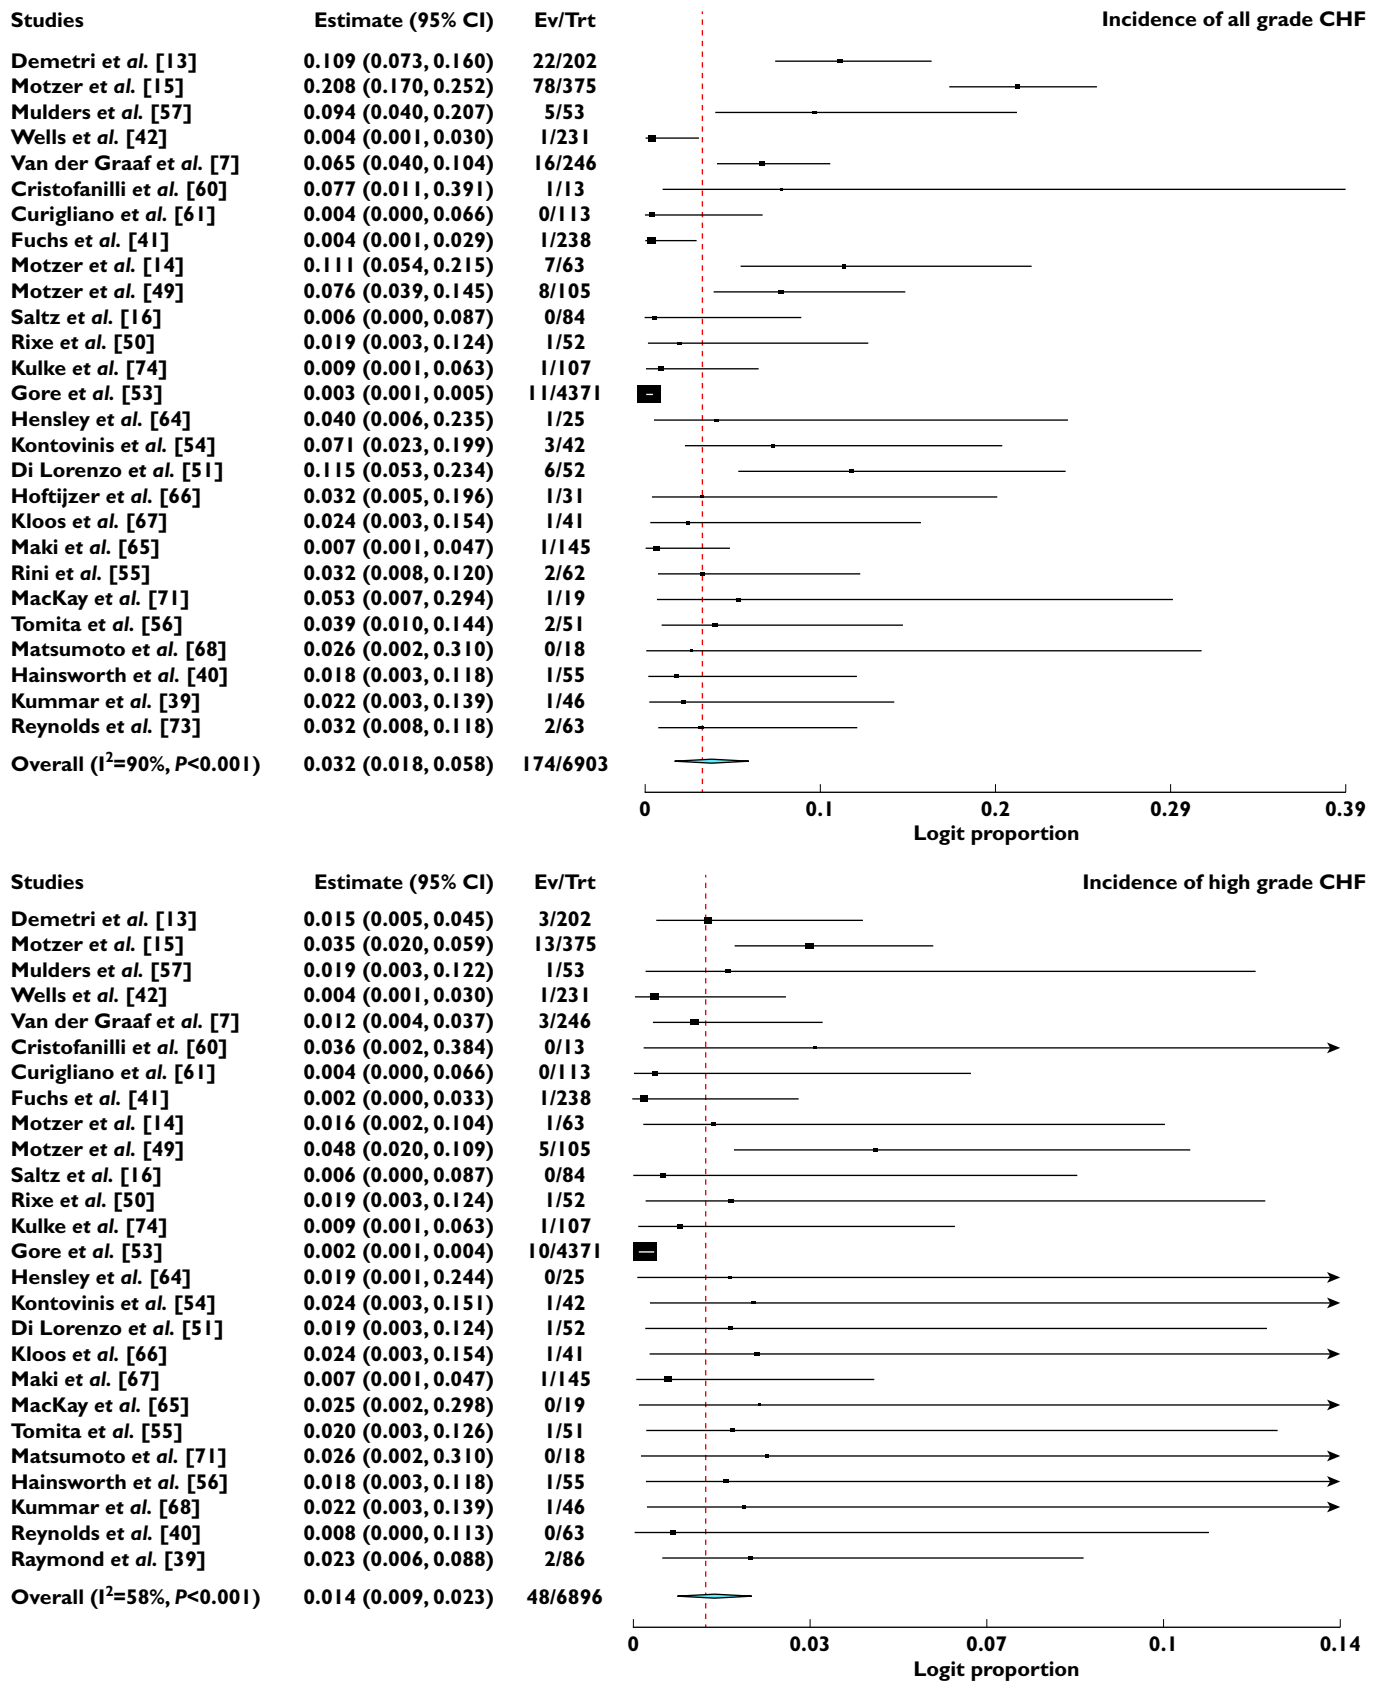 Studies Estimate (95% CI) Ev/Trt Incidence of all grade CHF
Demetri et al. [13] 0.109 (0.073, 0.160) 22/202
Motzer et al. [15] 0.208 (0.170, 0.252) 78/375
Mulders et al. [57] 0.094 (0.040, 0.207) 5/53
Wells et al. [42] 0.004 (0.001, 0.030) 1/231
Van der Graaf et al. [7] 0.065 (0.040, 0.104) 16/246
Cristofanilli et al. [60] 0.077 (0.011, 0.391) 1/13
Curigliano et al. [61] 0.004 (0.000, 0.066) 0/113
Fuchs et al. [41] 0.004 (0.001, 0.029) 1/238
Motzer et al. [14] 0.111 (0.054, 0.215) 7/63
Motzer et al. [49] 0.076 (0.039, 0.145) 8/105
Saltz et al. [16] 0.006 (0.000, 0.087) 0/84
Rixe et al. [50] 0.019 (0.003, 0.124) 1/52
Kulke et al. [74] 0.009 (0.001, 0.063) 1/107
Gore et al. [53] 0.003 (0.001, 0.005) 11/4371
Hensley et al. [64] 0.040 (0.006, 0.235) 1/25
Kontovinis et al. [54] 0.071 (0.023, 0.199) 3/42
Di Lorenzo et al. [51] 0.115 (0.053, 0.234) 6/52
Hoftijzer et al. [66] 0.032 (0.005, 0.196) 1/31
Kloos et al. [67] 0.024 (0.003, 0.154) 1/41
Maki et al. [65] 0.007 (0.001, 0.047) 1/145
Rini et al. [55] 0.032 (0.008, 0.120) 2/62
MacKay et al. [71] 0.053 (0.007, 0.294) 1/19
Tomita et al. [56] 0.039 (0.010, 0.144) 2/51
Matsumoto et al. [68] 0.026 (0.002, 0.310) 0/18
Hainsworth et al. [40] 0.018 (0.003, 0.118) 1/55
Kummar et al. [39] 0.022 (0.003, 0.139) 1/46
Reynolds et al. [73] 0.032 (0.008, 0.118) 2/63
Overall (I²=90%, P<0.001) 0.032 (0.018, 0.058) 174/6903
0 0.1 0.2 0.29 0.39
Logit proportion
Studies Estimate (95% CI) Ev/Trt Incidence of high grade CHF
Demetri et al. [13] 0.015 (0.005, 0.045) 3/202
Motzer et al. [15] 0.035 (0.020, 0.059) 13/375
Mulders et al. [57] 0.019 (0.003, 0.122) 1/53
Wells et al. [42] 0.004 (0.001, 0.030) 1/231
Van der Graaf et al. [7] 0.012 (0.004, 0.037) 3/246
Cristofanilli et al. [60] 0.036 (0.002, 0.384) 0/13
Curigliano et al. [61] 0.004 (0.000, 0.066) 0/113
Fuchs et al. [41] 0.002 (0.000, 0.033) 1/238
Motzer et al. [14] 0.016 (0.002, 0.104) 1/63
Motzer et al. [49] 0.048 (0.020, 0.109) 5/105
Saltz et al. [16] 0.006 (0.000, 0.087) 0/84
Rixe et al. [50] 0.019 (0.003, 0.124) 1/52
Kulke et al. [74] 0.009 (0.001, 0.063) 1/107
Gore et al. [53] 0.002 (0.001, 0.004) 10/4371
Hensley et al. [64] 0.019 (0.001, 0.244) 0/25
Kontovinis et al. [54] 0.024 (0.003, 0.151) 1/42
Di Lorenzo et al. [51] 0.019 (0.003, 0.124) 1/52
Kloos et al. [66] 0.024 (0.003, 0.154) 1/41
Maki et al. [67] 0.007 (0.001, 0.047) 1/145
MacKay et al. [65] 0.025 (0.002, 0.298) 0/19
Tomita et al. [55] 0.020 (0.003, 0.126) 1/51
Matsumoto et al. [71] 0.026 (0.002, 0.310) 0/18
Hainsworth et al. [56] 0.018 (0.003, 0.118) 1/55
Kummar et al. [68] 0.022 (0.003, 0.139) 1/46
Reynolds et al. [40] 0.008 (0.000, 0.113) 0/63
Raymond et al. [39] 0.023 (0.006, 0.088) 2/86
Overall (I²=58%, P<0.001) 0.014 (0.009, 0.023) 48/6896
0 0.03 0.07 0.1 0.14
Logit proportion